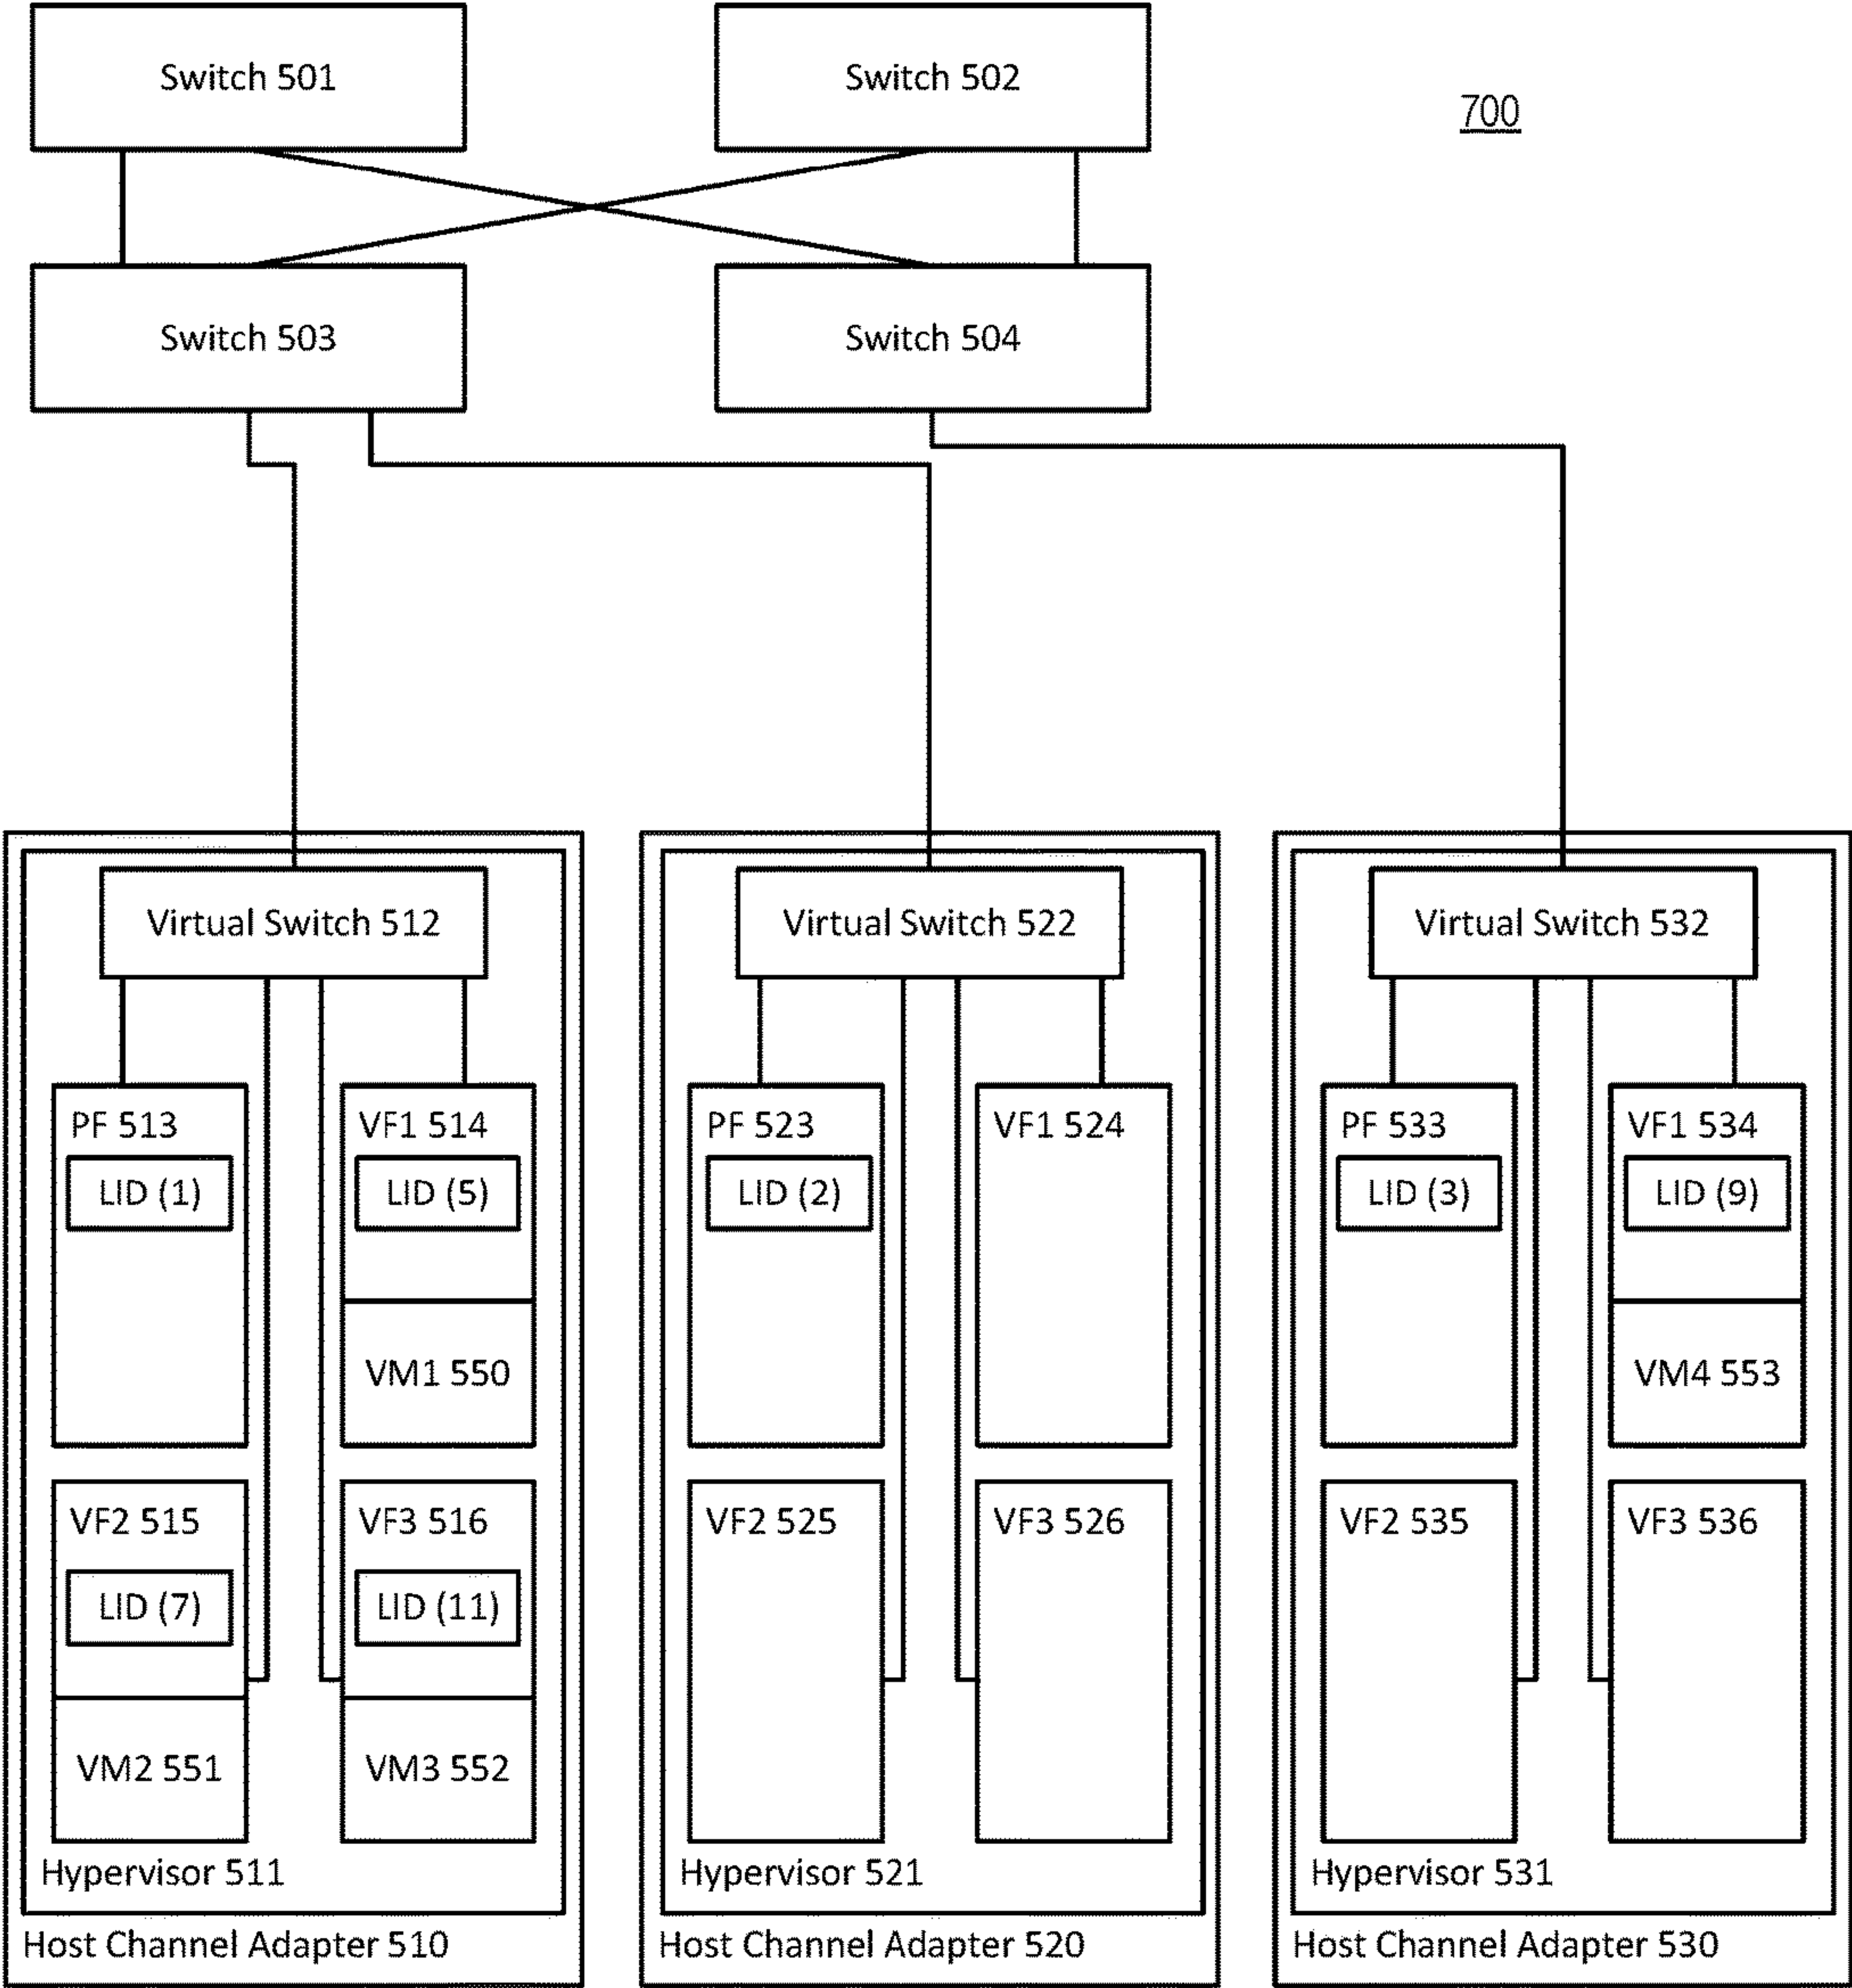 Switch 501
Switch 502
700
Switch 503
Switch 504
Virtual Switch 512
Virtual Switch 522
Virtual Switch 532
PF 513
LID (1)
VF1 514
LID (5)
VM1 550
VF2 515
LID (7)
VM2 551
VF3 516
LID (11)
VM3 552
Hypervisor 511
Host Channel Adapter 510
PF 523
LID (2)
VF1 524
VF2 525
VF3 526
Hypervisor 521
Host Channel Adapter 520
PF 533
LID (3)
VF1 534
LID (9)
VM4 553
VF2 535
VF3 536
Hypervisor 531
Host Channel Adapter 530